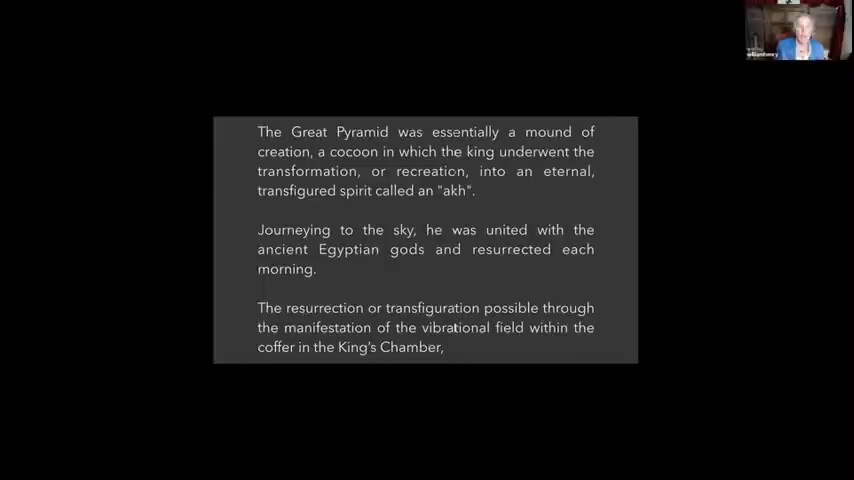 williamhenry
The Great Pyramid was essentially a mound of
creation, a cocoon in which the king underwent the
transformation, or recreation, into an eternal,
transfigured spirit called an "akh".
Journeying to the sky, he was united with the
ancient Egyptian gods and resurrected each
morning.
The resurrection or transfiguration possible through
the manifestation of the vibrational field within the
coffer in the King's Chamber,